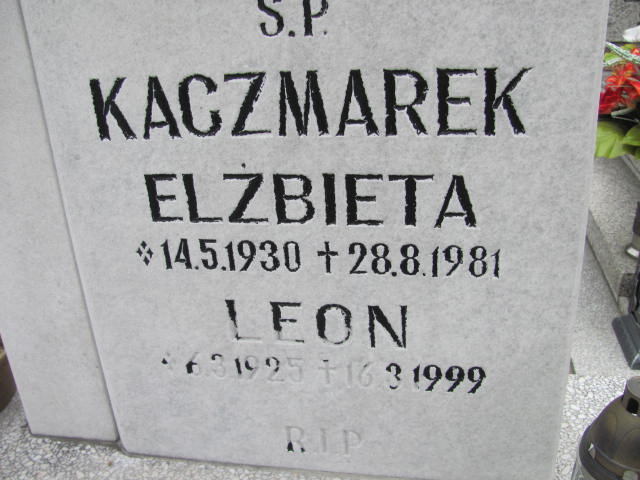 Ś.P.
KACZMAREK
ELŻBIETA
* 14.5.1930 † 28.8.1981
LEON
* 6.3.1925 † 16.3.1999
R.I.P